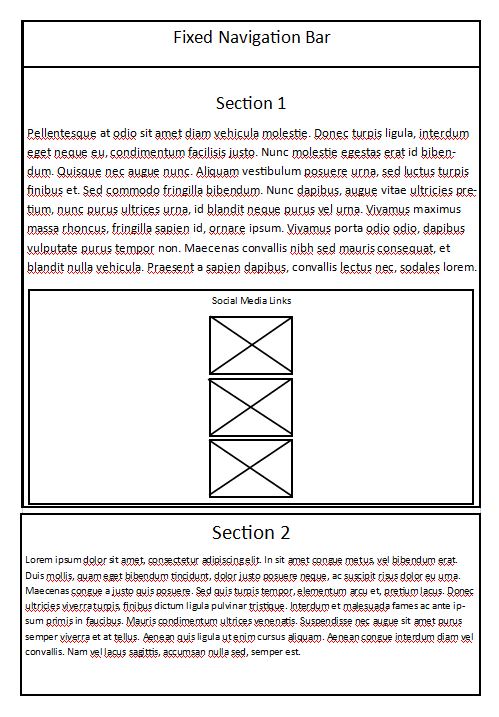 Fixed Navigation Bar
Section 1
Pellentesque at odio sit amet diam vehicula molestie. Donec turpis ligula, interdum
eget neque eu, condimentum facilisis justo. Nunc molestie egestas erat id biben-
dum. Quisque nec augue nunc. Aliquam vestibulum posuere urna, sed luctus turpis
finibus et. Sed commodo fringilla bibendum. Nunc dapibus, augue vitae ultricies pre-
tium, nunc purus ultrices urna, id blandit neque purus vel urna. Vivamus maximus
massa rhoncus, fringilla sapien id, ornare ipsum. Vivamus porta odio odio, dapibus
vulputate purus tempor non. Maecenas convallis nibh sed mauris consequat, et
blandit nulla vehicula. Praesent a sapien dapibus, convallis lectus nec, sodales lorem.
Social Media Links
Section 2
Lorem ipsum dolor sit amet, consectetur adipiscing elit. In sit amet congue metus, vel bibendum erat.
Duis mollis, quam eget bibendum tincidunt, dolor justo posuere neque, ac suscipit risus dolor eu urna.
Maecenas congue a justo quis posuere. Sed quis turpis tempor, elementum arcu et, pretium lacus. Donec
ultricies viverra turpis, finibus dictum ligula pulvinar tristique. Interdum et malesuada fames ac ante ip-
sum primis in faucibus. Mauris condimentum ultrices venenatis. Suspendisse nec augue sit amet purus
semper viverra et at tellus. Aenean quis ligula ut enim cursus aliquam. Aenean congue interdum diam vel
convallis. Nam vel lacus sagittis, accumsan nulla sed, semper est.